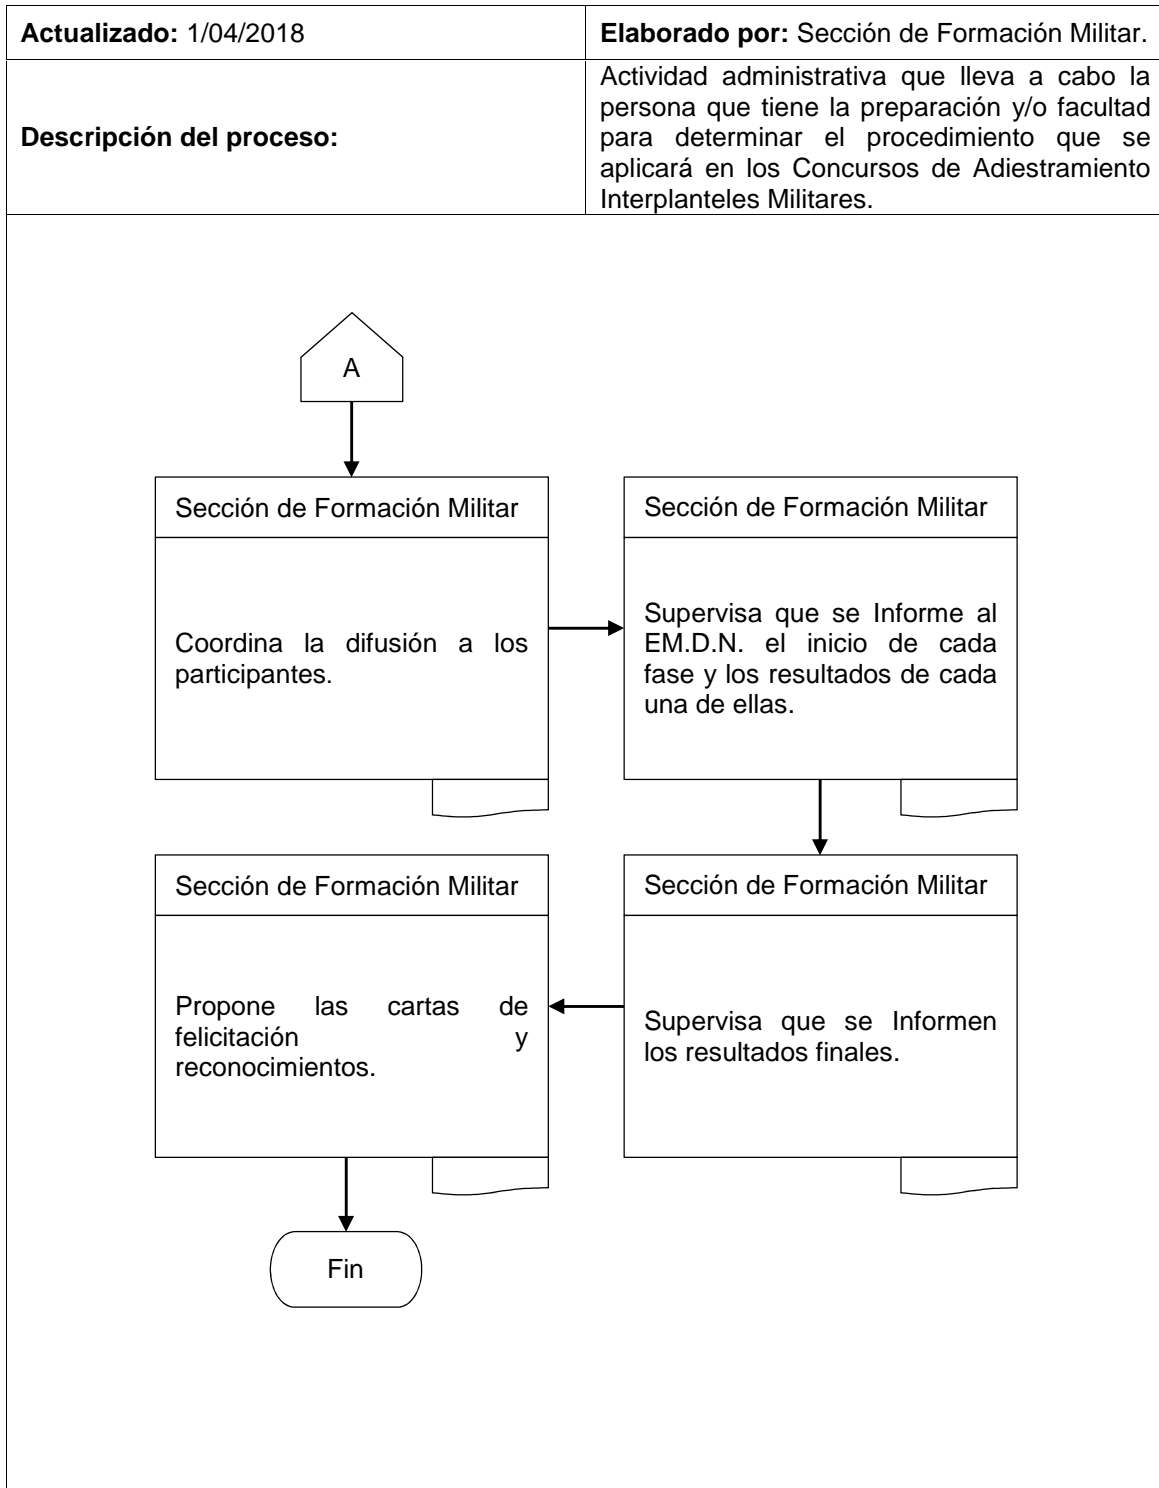 Actualizado: 1/04/2018
Elaborado por: Sección de Formación Militar.
Descripción del proceso:
Actividad administrativa que lleva a cabo la
persona que tiene la preparación y/o facultad
para determinar el procedimiento que se
aplicará en los Concursos de Adiestramiento
Interplanteles Militares.
A
Sección de Formación Militar
Coordina la difusión a los
participantes.
Sección de Formación Militar
Supervisa que se Informe al
EM.D.N. el inicio de cada
fase y los resultados de cada
una de ellas.
Sección de Formación Militar
Supervisa que se Informen
los resultados finales.
Sección de Formación Militar
Propone las cartas de
felicitación y
reconocimientos.
Fin